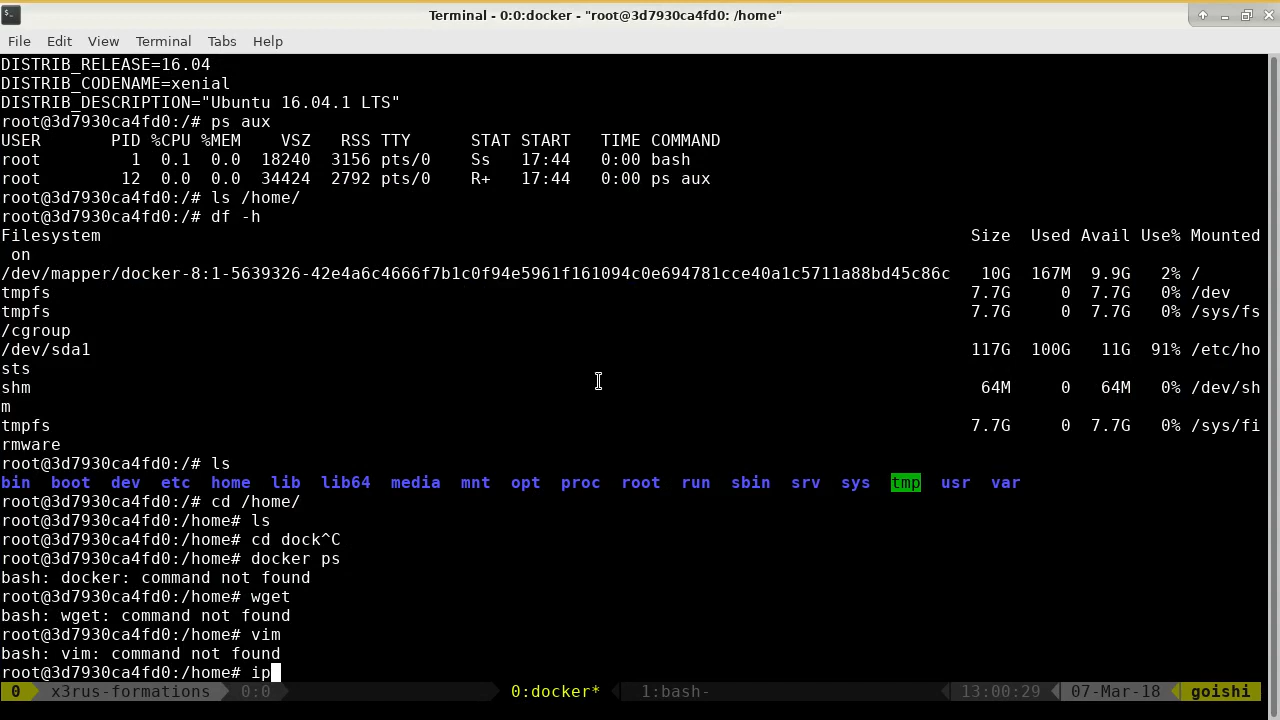 Terminal - 0:0:docker - "root@3d7930ca4fd0: /home"
File Edit View Terminal Tabs Help
DISTRIB_RELEASE=16.04
DISTRIB_CODENAME=xenial
DISTRIB_DESCRIPTION="Ubuntu 16.04.1 LTS"
root@3d7930ca4fd0:/# ps aux
USER       PID %CPU %MEM    VSZ   RSS TTY      STAT START   TIME COMMAND
root         1  0.1  0.0  18240  3156 pts/0    Ss   17:44   0:00 bash
root        12  0.0  0.0  34424  2792 pts/0    R+   17:44   0:00 ps aux
root@3d7930ca4fd0:/# ls /home/
root@3d7930ca4fd0:/# df -h
Filesystem                                                                                       Size  Used Avail Use% Mounted
 on
/dev/mapper/docker-8:1-5639326-42e4a6c4666f7b1c0f94e5961f161094c0e694781cce40a1c5711a88bd45c86c   10G  167M  9.9G   2% /
tmpfs                                                                                            7.7G     0  7.7G   0% /dev
tmpfs                                                                                            7.7G     0  7.7G   0% /sys/fs
/cgroup
/dev/sda1                                                                                        117G  100G   11G  91% /etc/ho
sts
shm                                                                                               64M     0   64M   0% /dev/sh
m
tmpfs                                                                                            7.7G     0  7.7G   0% /sys/fi
rmware
root@3d7930ca4fd0:/# ls
bin  boot  dev  etc  home  lib  lib64  media  mnt  opt  proc  root  run  sbin  srv  sys  tmp  usr  var
root@3d7930ca4fd0:/# cd /home/
root@3d7930ca4fd0:/home# ls
root@3d7930ca4fd0:/home# cd dock^C
root@3d7930ca4fd0:/home# docker ps
bash: docker: command not found
root@3d7930ca4fd0:/home# wget
bash: wget: command not found
root@3d7930ca4fd0:/home# vim
bash: vim: command not found
root@3d7930ca4fd0:/home# ip
0 x3rus-formations 0:0 0:docker* 1:bash- 13:00:29 07-Mar-18 goishi